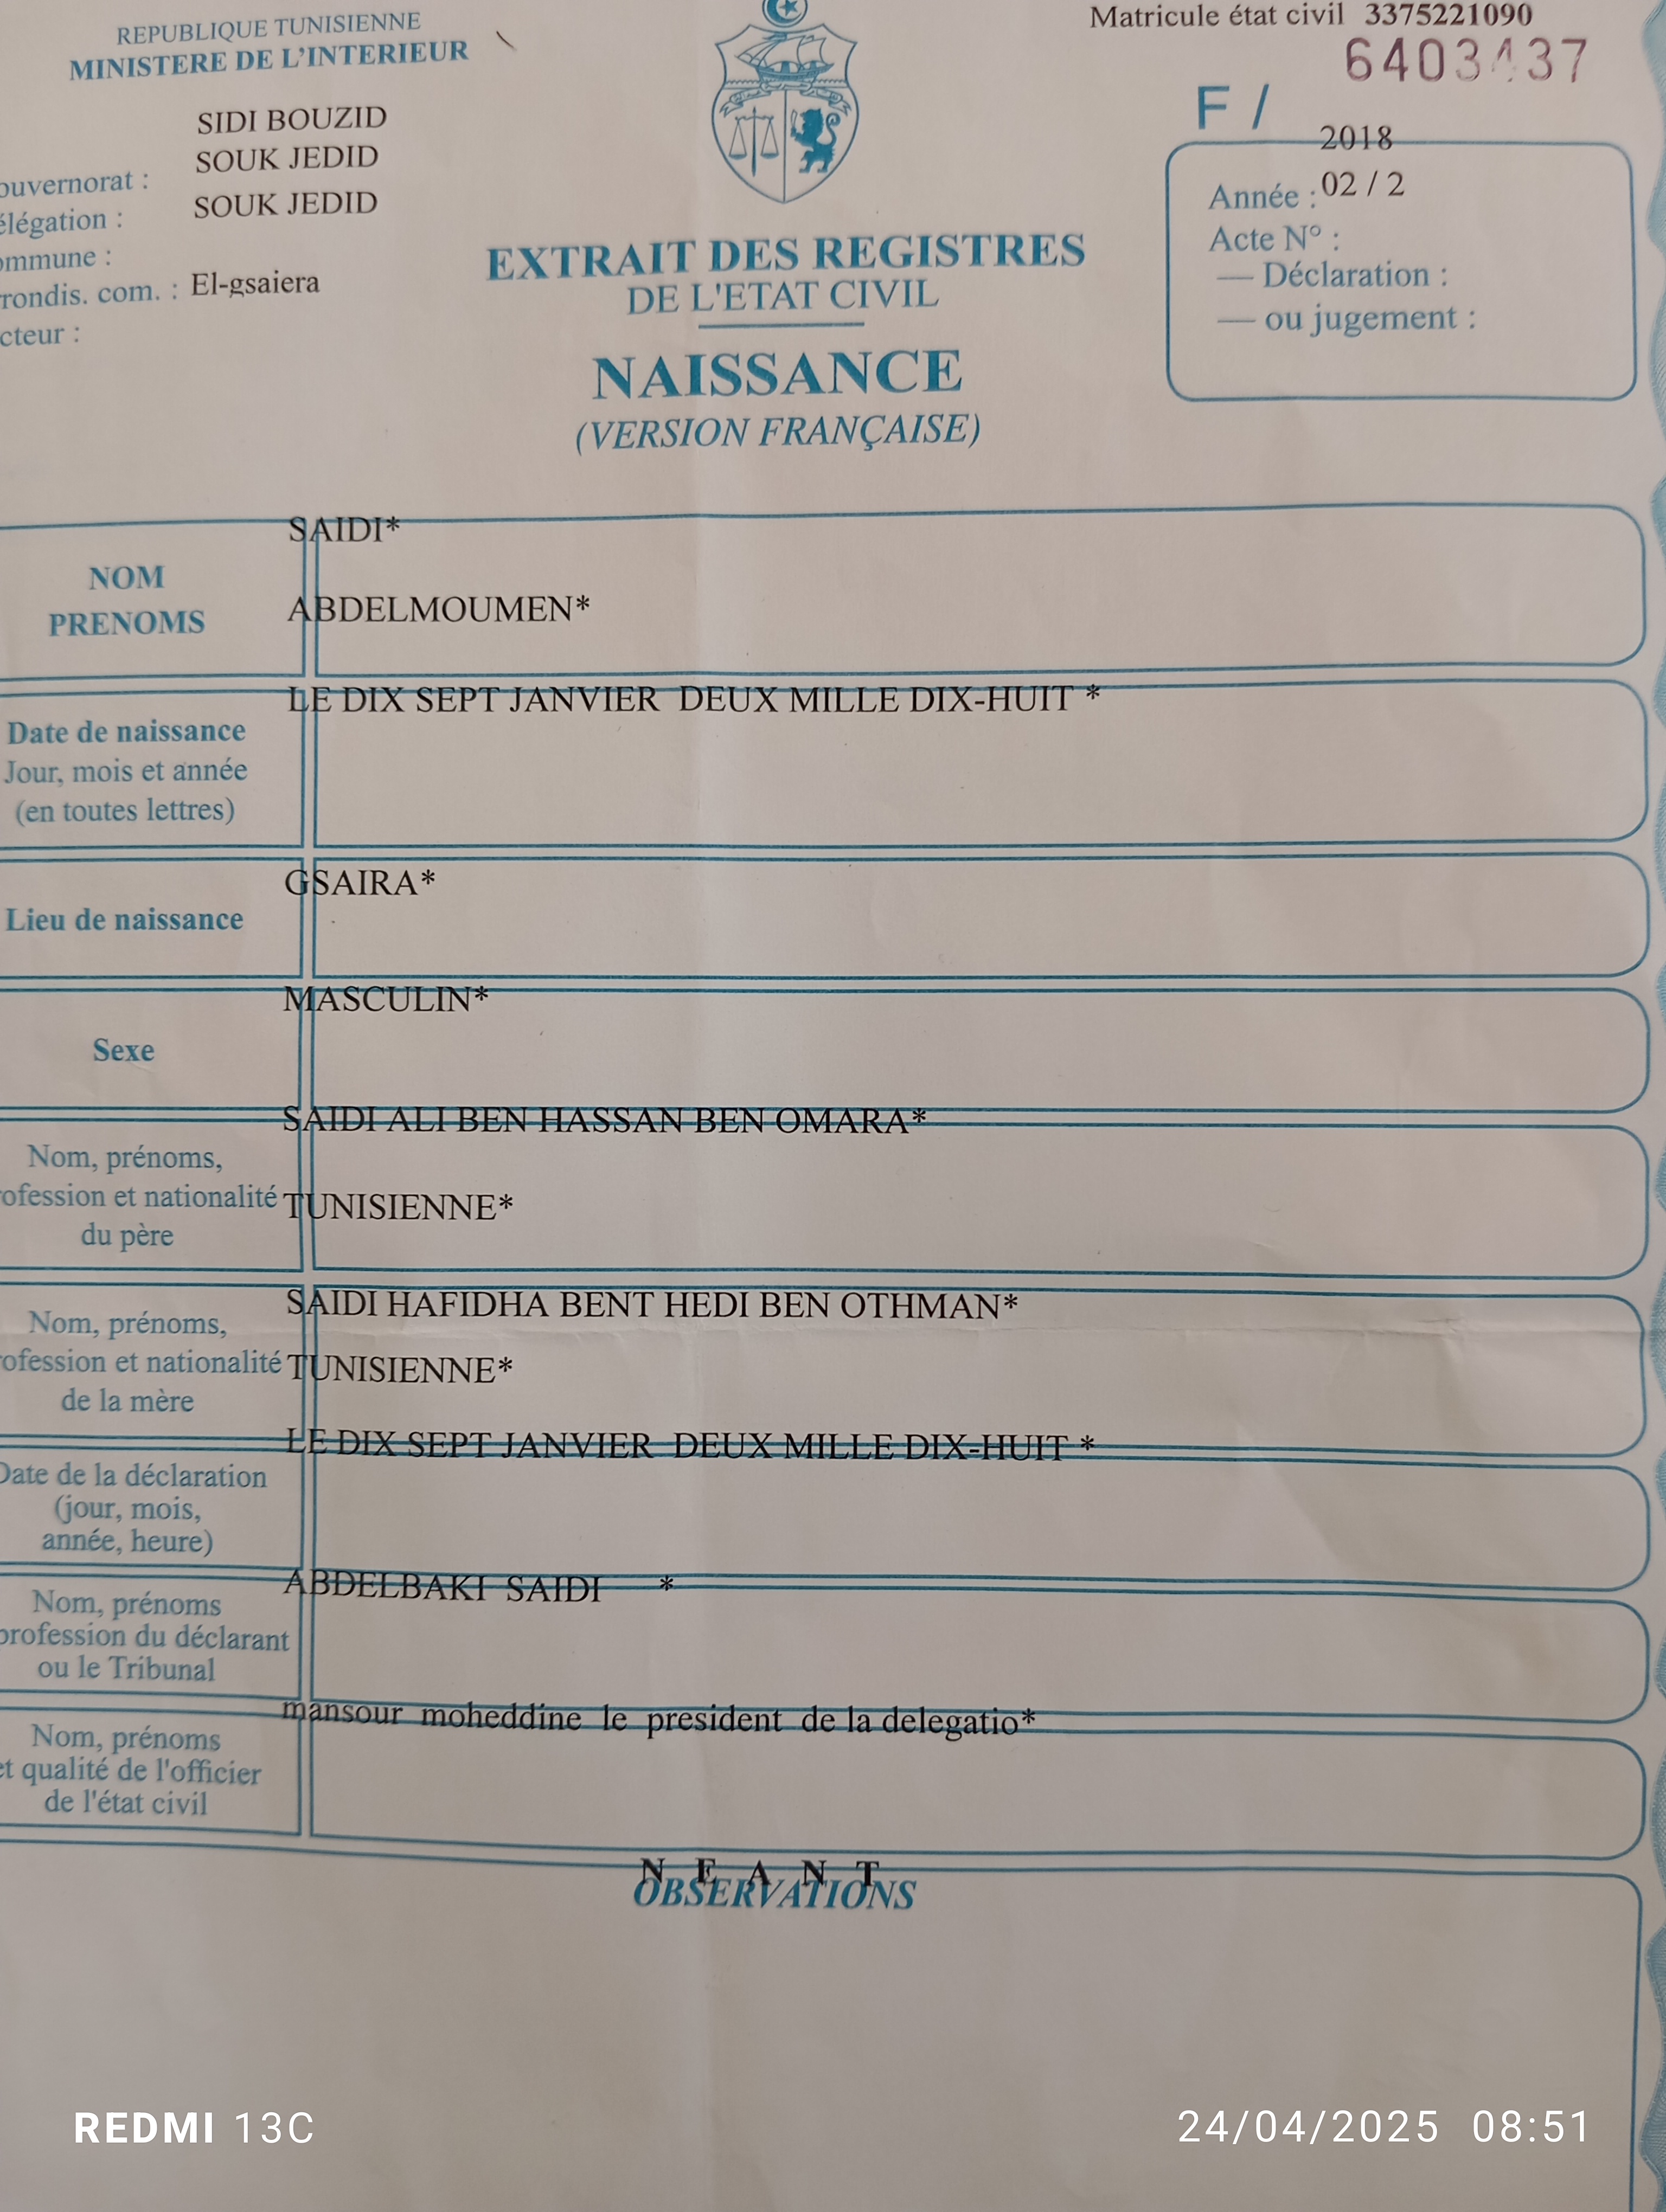 REPUBLIQUE TUNISIENNE
MINISTERE DE L'INTERIEUR
Matricule état civil 3375221090
F /
SIDI BOUZID
SOUK JEDID
ouvernorat :
SOUK JEDID
élégation :
ommune :
rondis. com. : El-gsaiera
cteur :
2018
Année : 02 / 2
Acte N° :
— Déclaration :
— ou jugement :
EXTRAIT DES REGISTRES
DE L'ETAT CIVIL
NAISSANCE
(VERSION FRANÇAISE)
SAIDI*
NOM
ABDELMOUMEN*
PRENOMS
LE DIX SEPT JANVIER DEUX MILLE DIX-HUIT *
Date de naissance
Jour, mois et année
(en toutes lettres)
GSAIRA*
Lieu de naissance
MASCULIN*
Sexe
SAIDI ALI BEN HASSAN BEN OMARA*
Nom, prénoms,
ofession et nationalité TUNISIENNE*
du père
SAIDI HAFIDHA BENT HEDI BEN OTHMAN*
Nom, prénoms,
ofession et nationalité TUNISIENNE*
de la mère
LE DIX SEPT JANVIER DEUX MILLE DIX-HUIT *
Date de la déclaration
(jour, mois,
année, heure)
ABDELBAKI SAIDI *
Nom, prénoms
profession du déclarant
ou le Tribunal
mansour moheddine le president de la delegatio*
Nom, prénoms
et qualité de l'officier
de l'état civil
N E A N T
OBSERVATIONS
REDMI 13C
24/04/2025 08:51